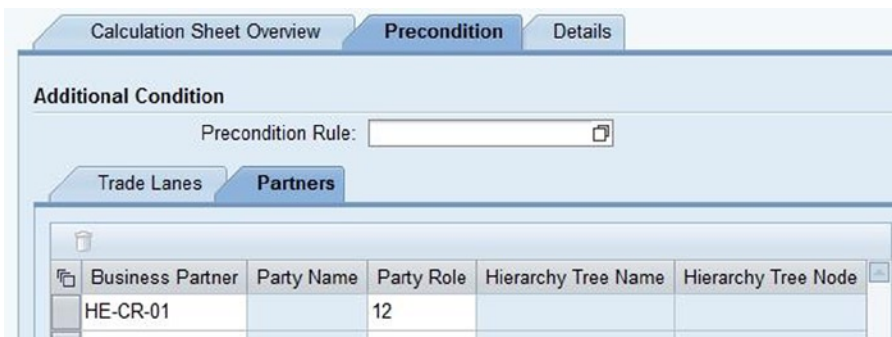 Calculation Sheet Overview Precondition Details
Additional Condition
Precondition Rule:
Trade Lanes Partners
Business Partner Party Name Party Role Hierarchy Tree Name Hierarchy Tree Node
HE-CR-01 12